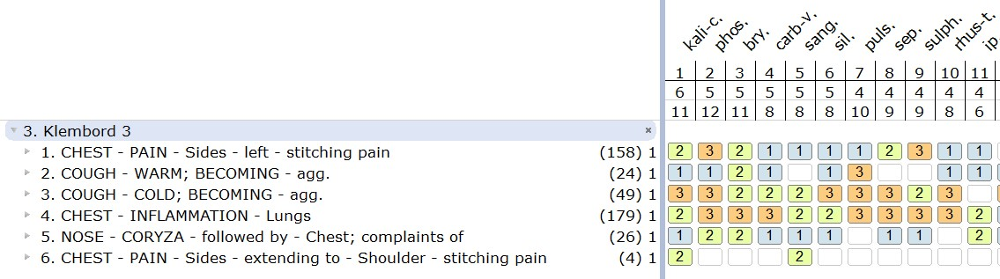 kali-c. phos. bry. carb-v. sang. sil. puls. sep. sulph. rhus-t. ip
1 2 3 4 5 6 7 8 9 10 11
6 5 5 5 5 5 4 4 4 4 4
11 12 11 8 8 8 10 9 9 8 6
3. Klembord 3
1. CHEST - PAIN - Sides - left - stitching pain (158) 1 2 3 2 1 1 1 1 2 3 1 1
2. COUGH - WARM; BECOMING - agg. (24) 1 1 1 2 1 1 3 1 1
3. COUGH - COLD; BECOMING - agg. (49) 1 3 3 2 2 2 3 3 3 2 3
4. CHEST - INFLAMMATION - Lungs (179) 1 2 3 3 3 2 2 3 3 3 3 2
5. NOSE - CORYZA - followed by - Chest; complaints of (26) 1 1 2 2 1 1 1 1 1 2
6. CHEST - PAIN - Sides - extending to - Shoulder - stitching pain (4) 1 2 2